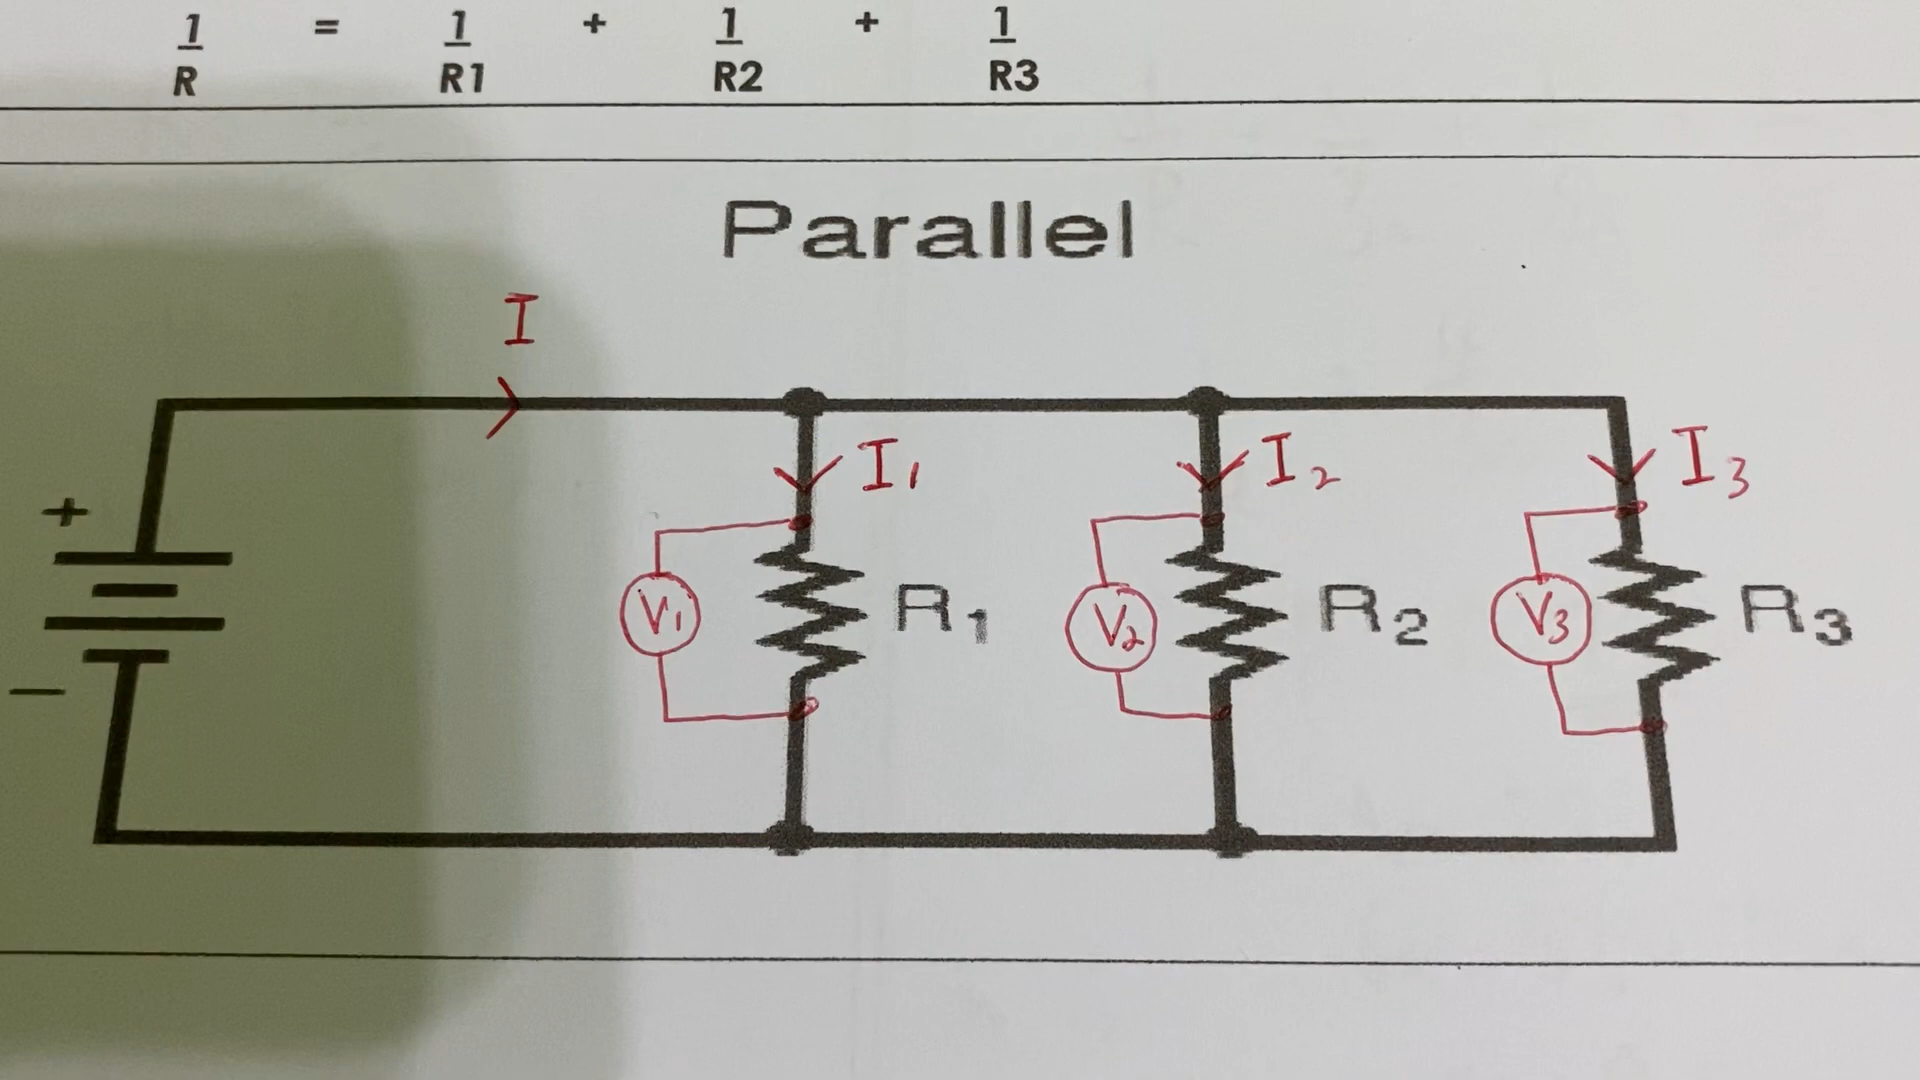 1 = 1 + 1 + 1
R R1 R2 R3
Parallel
I
I₁ I₂ I₃
+
V₁ R₁ V₂ R₂ V₃ R₃
−